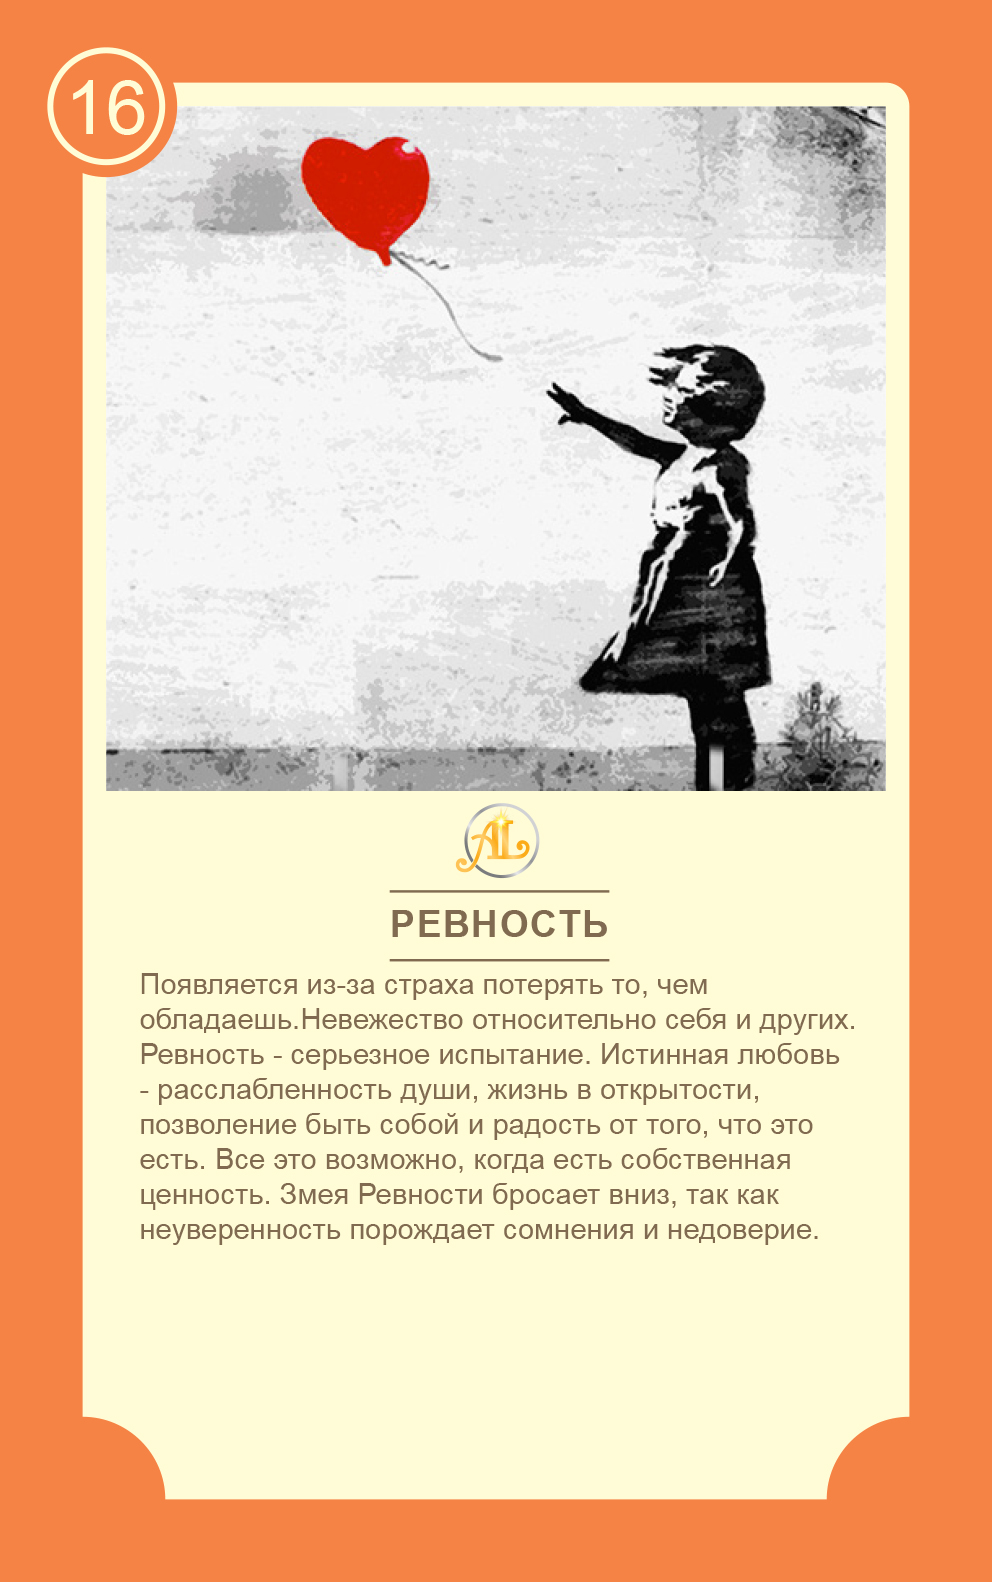 16
AL
РЕВНОСТЬ
Появляется из-за страха потерять то, чем
обладаешь.Невежество относительно себя и других.
Ревность - серьезное испытание. Истинная любовь
- расслабленность души, жизнь в открытости,
позволение быть собой и радость от того, что это
есть. Все это возможно, когда есть собственная
ценность. Змея Ревности бросает вниз, так как
неуверенность порождает сомнения и недоверие.